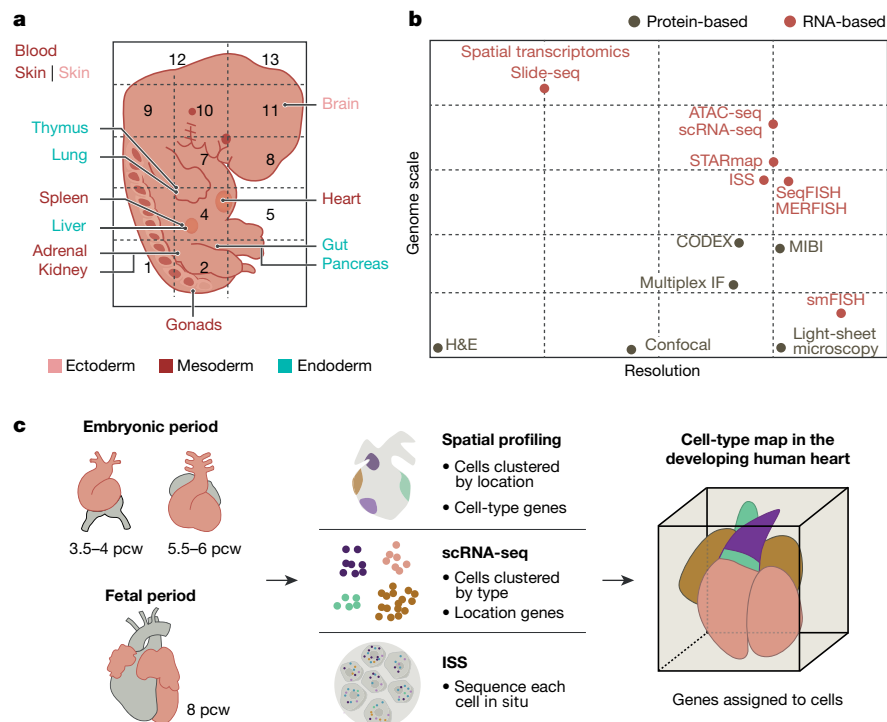 a
Blood
Skin | Skin
12
13
9
10
11
Brain
Thymus
Lung
7
8
Spleen
Heart
4
5
Liver
Adrenal
Kidney
1
2
Gut
Pancreas
Gonads
Ectoderm
Mesoderm
Endoderm
b
Protein-based
RNA-based
Genome scale
Spatial transcriptomics
Slide-seq
ATAC-seq
scRNA-seq
STARmap
ISS
SeqFISH
MERFISH
CODEX
MIBI
Multiplex IF
smFISH
H&E
Confocal
Light-sheet
microscopy
Resolution
c
Embryonic period
3.5–4 pcw
5.5–6 pcw
Fetal period
8 pcw
Spatial profiling
• Cells clustered
by location
• Cell-type genes
scRNA-seq
• Cells clustered
by type
• Location genes
ISS
• Sequence each
cell in situ
Cell-type map in the
developing human heart
Genes assigned to cells